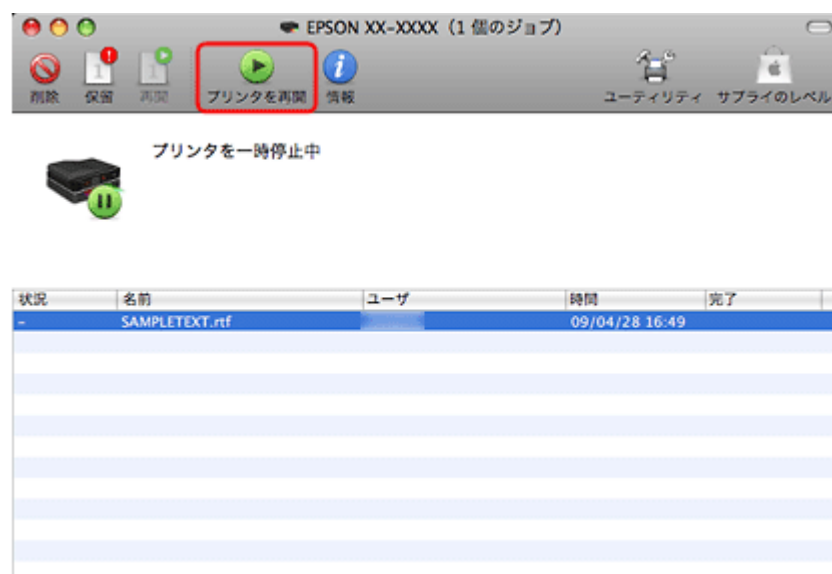 EPSON XX-XXXX（1 個のジョブ）
削除 保留 再開 プリンタを再開 情報 ユーティリティ サプライのレベル
プリンタを一時停止中
状況 名前 ユーザ 時間 完了
- SAMPLETEXT.rtf 09/04/28 16:49